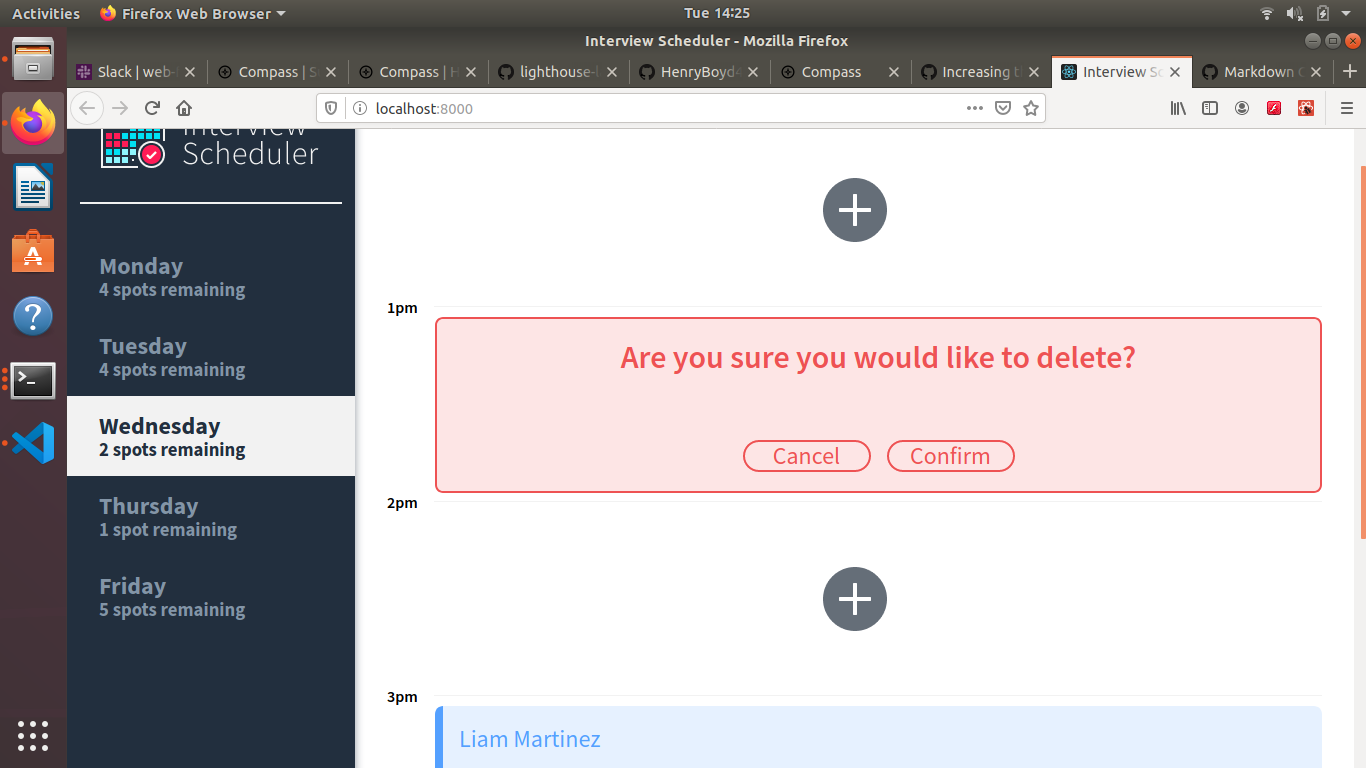 Activities
Firefox Web Browser
Tue 14:25
Interview Scheduler - Mozilla Firefox
Slack | web-
Compass | S
Compass | H
lighthouse-l
HenryBoyd
Compass
Increasing t
Interview Sc
Markdown
localhost:8000
Interview
Scheduler
Monday
4 spots remaining
Tuesday
4 spots remaining
Wednesday
2 spots remaining
Thursday
1 spot remaining
Friday
5 spots remaining
1pm
Are you sure you would like to delete?
Cancel
Confirm
2pm
3pm
Liam Martinez